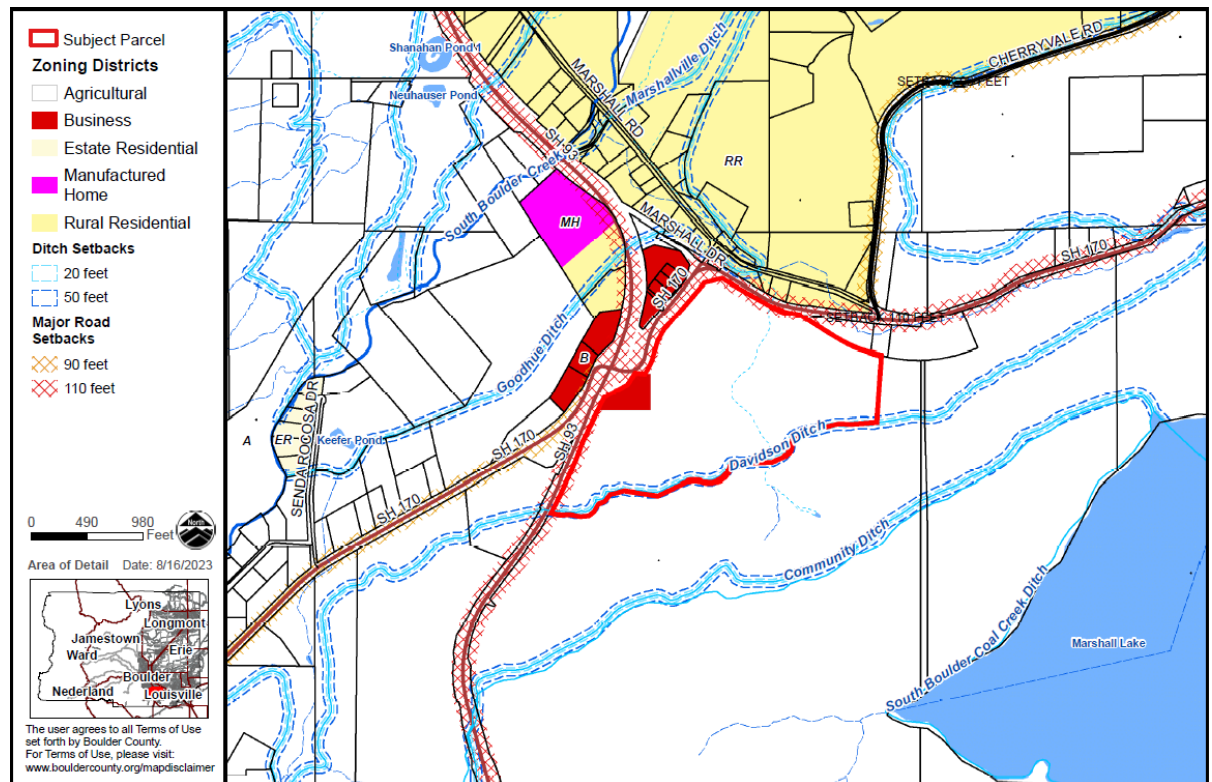 Subject Parcel
Zoning Districts
Agricultural
Business
Estate Residential
Manufactured
Home
Rural Residential
Ditch Setbacks
20 feet
50 feet
Major Road
Setbacks
90 feet
110 feet
0 490 980
Feet
North
Area of Detail Date: 8/16/2023
Lyons
Longmont
Jamestown
Ward
Erie
Boulder
Nederland
Louisville
The user agrees to all Terms of Use
set forth by Boulder County.
For Terms of Use, please visit:
www.bouldercounty.org/mapdisclaimer
Shanahan Pond 1
Neuhauser Pond
MARSHALL RD
Marshallville Ditch
CHERRYVALE RD
SH 93
RR
South Boulder Creek
MH
MARSHALL DR
SH 170
SH 170
SETBACK 110 FEET
Goodhue Ditch
B
A
ER
Keefer Pond
SENDA ROCOSA DR
SH 170
SH 170
SH 93
Davidson Ditch
Community Ditch
South Boulder Coal Creek Ditch
Marshall Lake